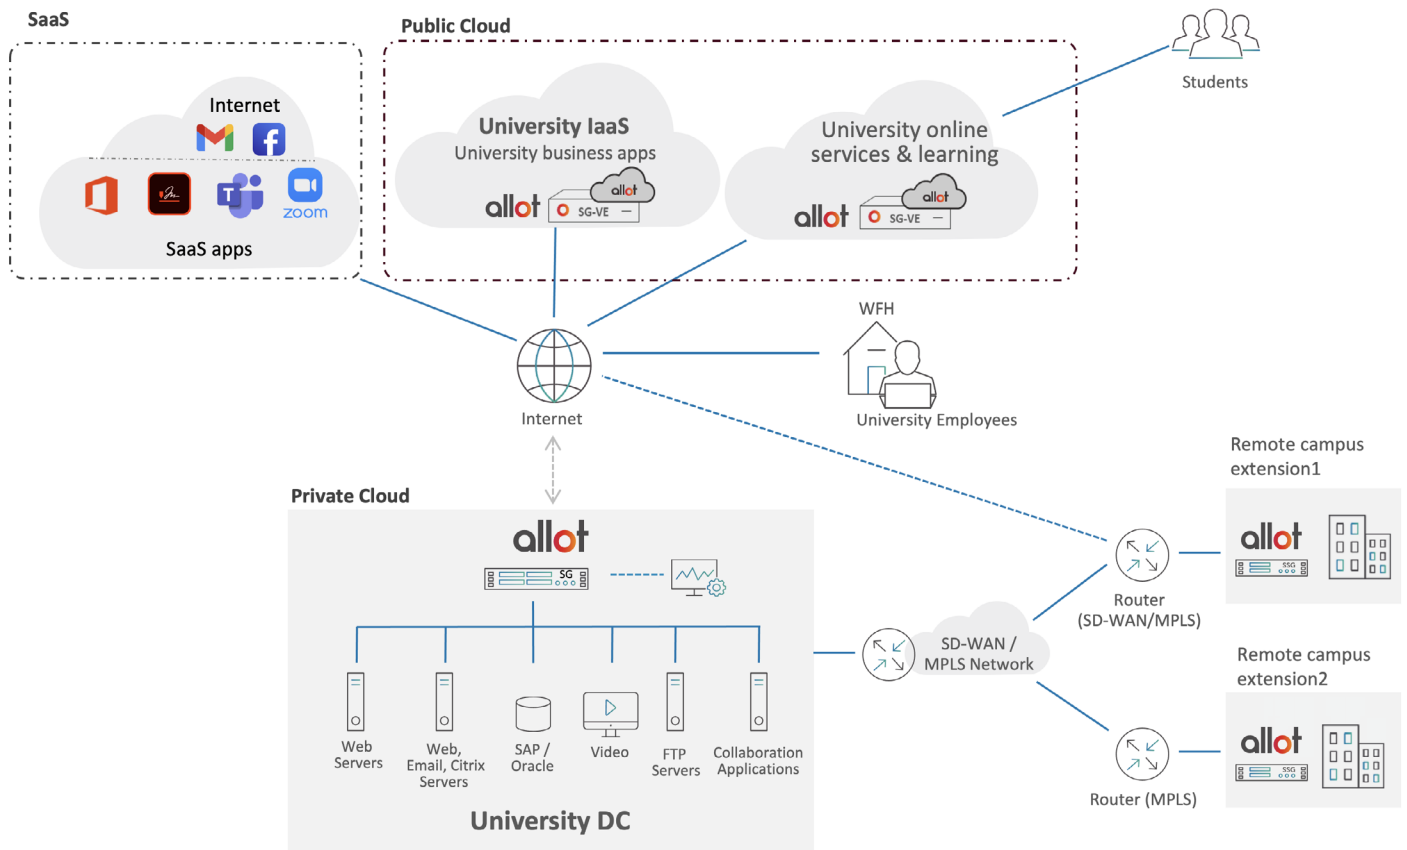 SaaS
Public Cloud
Students
Internet
University IaaS
University business apps
allot
allot
SG-VE
University online
services & learning
allot
allot
SG-VE
T
zoom
SaaS apps
WFH
University Employees
Internet
Remote campus
extension1
allot
SSG
Private Cloud
allot
SG
Router
(SD-WAN/MPLS)
SD-WAN /
MPLS Network
Remote campus
extension2
allot
SSG
Router (MPLS)
Web
Servers
Web,
Email, Citrix
Servers
SAP /
Oracle
Video
FTP
Servers
Collaboration
Applications
University DC